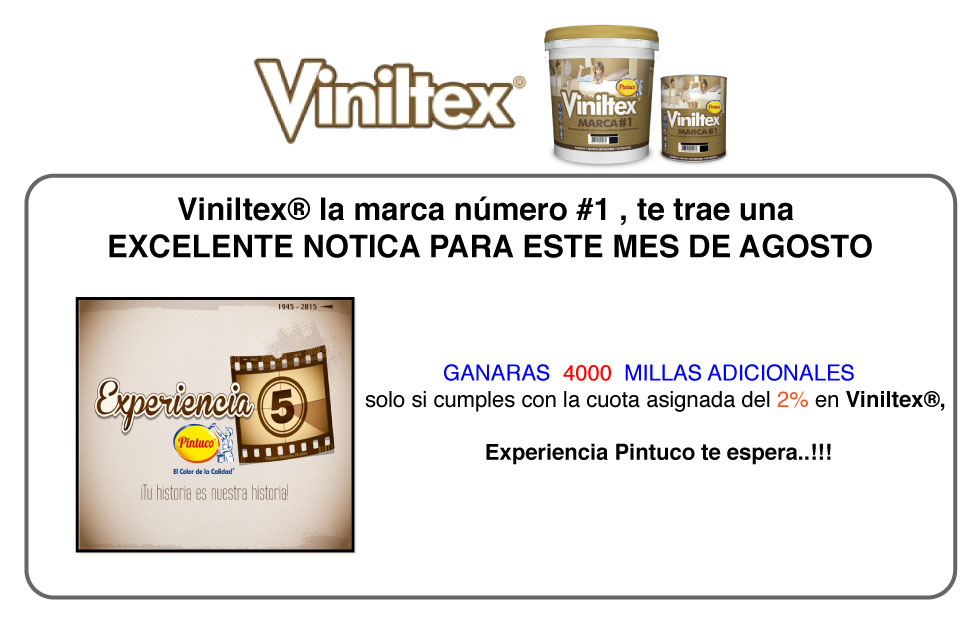 Viniltex®
Pintuco
Viniltex
MARCA #1
Pintuco
Viniltex
MARCA #1
Viniltex® la marca número #1 , te trae una
EXCELENTE NOTICA PARA ESTE MES DE AGOSTO
1945 - 2015
Experiencia 5
Pintuco®
El Color de la Calidad®
¡Tu historia es nuestra historia!
GANARAS 4000 MILLAS ADICIONALES
solo si cumples con la cuota asignada del 2% en Viniltex®,
Experiencia Pintuco te espera..!!!